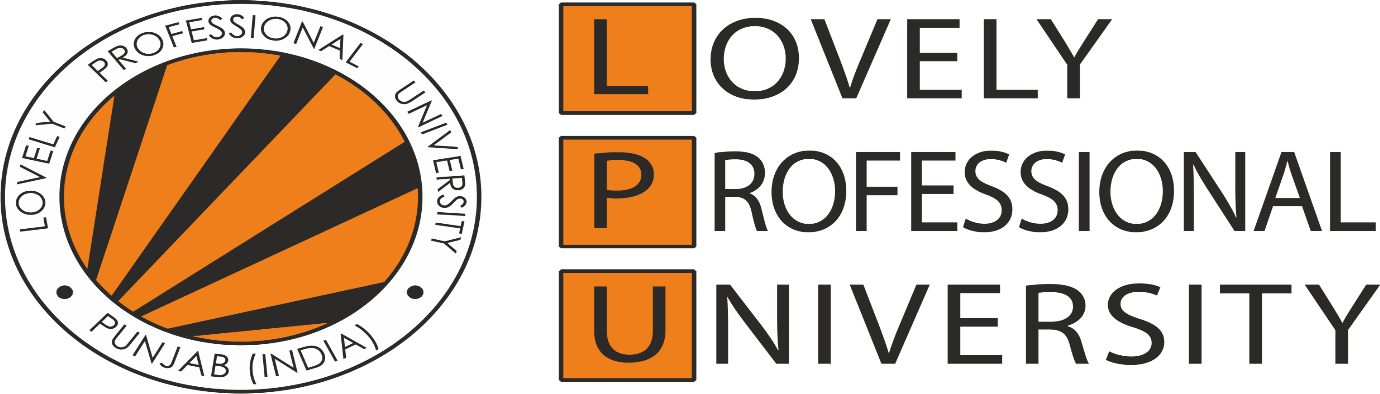 LOVELY PROFESSIONAL UNIVERSITY
• PUNJAB (INDIA) •
LOVELY
PROFESSIONAL
UNIVERSITY